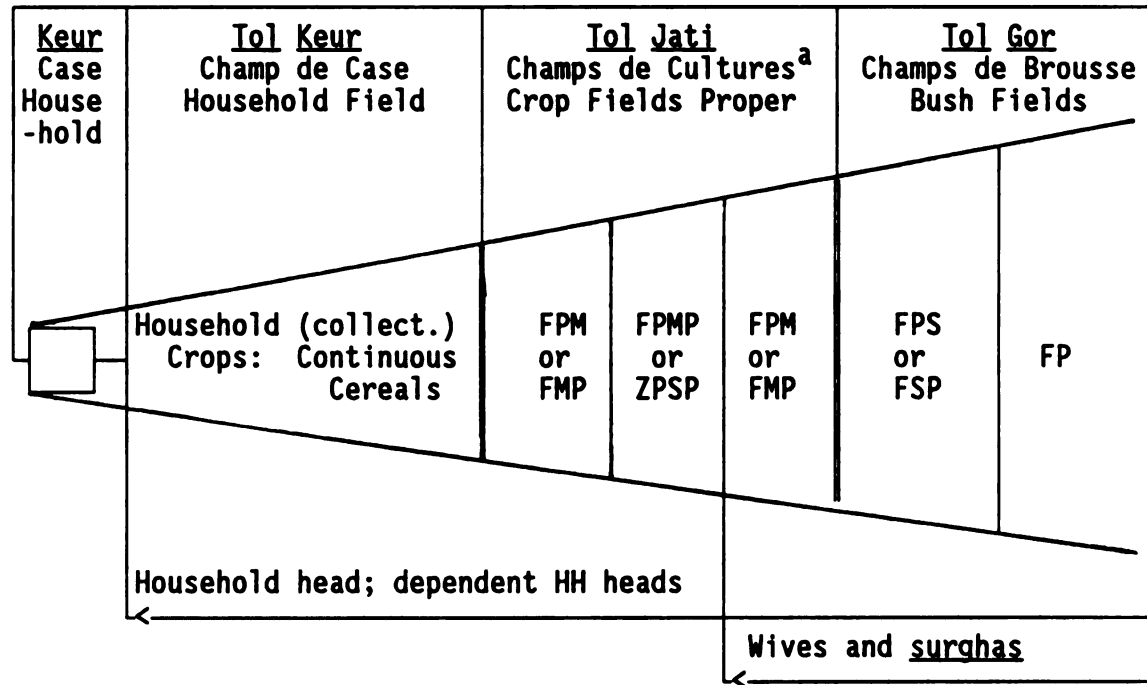 Keur
Case
House
-hold
Tol Keur
Champ de Case
Household Field
Tol Jati
Champs de Culturesᵃ
Crop Fields Proper
Tol Gor
Champs de Brousse
Bush Fields
Household (collect.)
Crops: Continuous
Cereals
FPM
or
FMP
FPMP
or
ZPSP
FPM
or
FMP
FPS
or
FSP
FP
Household head; dependent HH heads
Wives and surghas